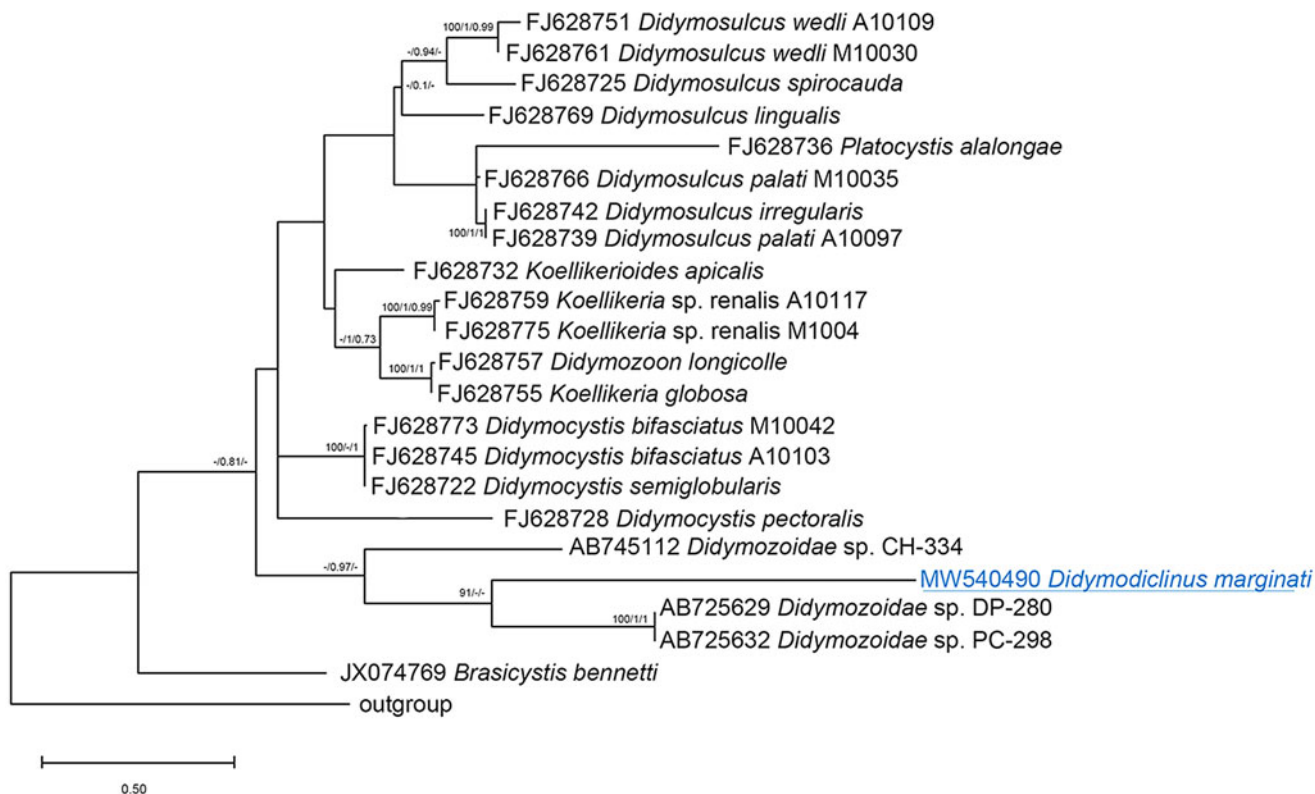 100/1/0.99
FJ628751 Didymosulcus wedli A10109
FJ628761 Didymosulcus wedli M10030
-/0.94/-
FJ628725 Didymosulcus spirocauda
-/0.1/-
FJ628769 Didymosulcus lingualis
FJ628736 Platocystis alalongae
FJ628766 Didymosulcus palati M10035
FJ628742 Didymosulcus irregularis
100/1/1
FJ628739 Didymosulcus palati A10097
FJ628732 Koellikerioides apicalis
100/1/0.99
FJ628759 Koellikeria sp. renalis A10117
FJ628775 Koellikeria sp. renalis M1004
-/1/0.73
FJ628757 Didymozoon longicolle
100/1/1
FJ628755 Koellikeria globosa
FJ628773 Didymocystis bifasciatus M10042
100/-/1
FJ628745 Didymocystis bifasciatus A10103
-/0.81/-
FJ628722 Didymocystis semiglobularis
FJ628728 Didymocystis pectoralis
AB745112 Didymozoidae sp. CH-334
-/0.97/-
MW540490 Didymodiclinus marginati
91/-/-
AB725629 Didymozoidae sp. DP-280
100/1/1
AB725632 Didymozoidae sp. PC-298
JX074769 Brasicystis bennetti
outgroup
0.50